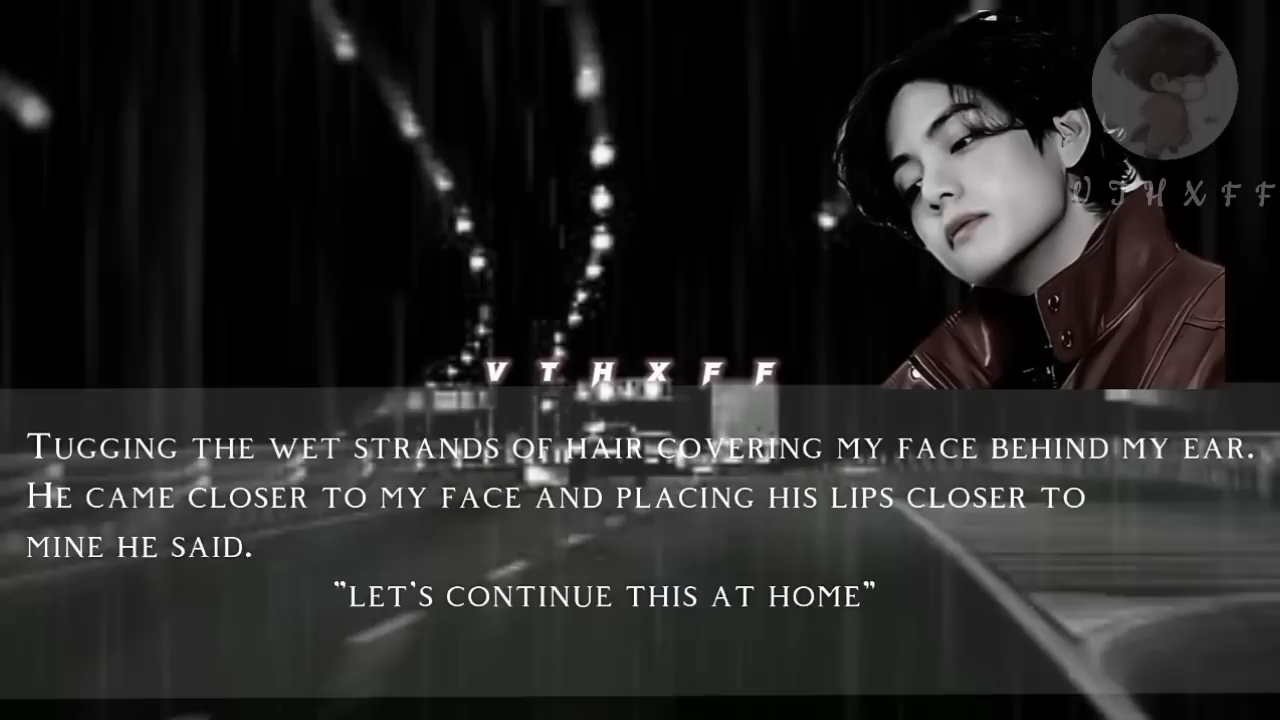 V T H X F F
V T H X F F
Tugging the wet strands of hair covering my face behind my ear.
He came closer to my face and placing his lips closer to
mine he said.
"let's continue this at home"